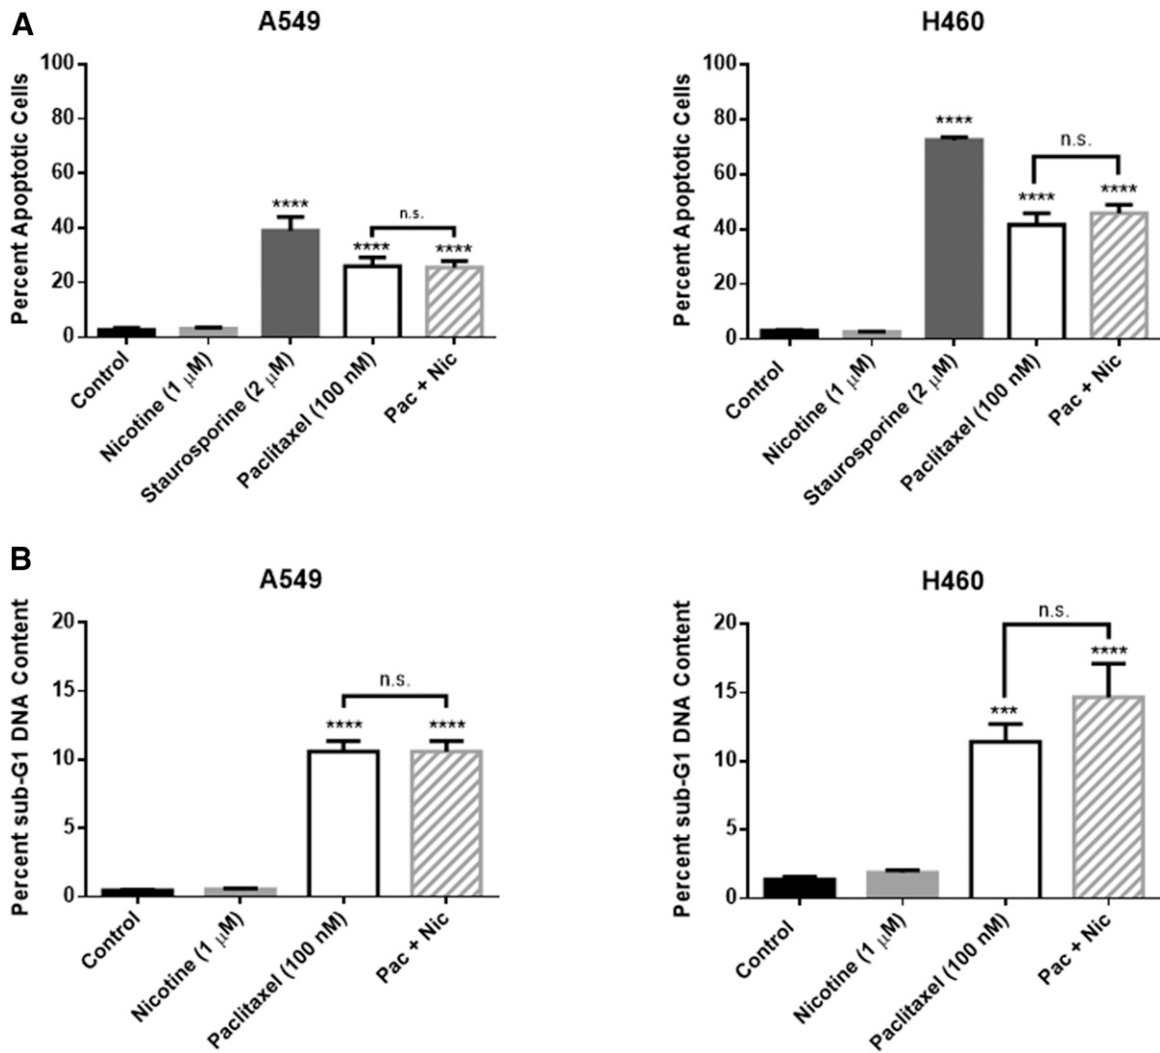 A
A549
Percent Apoptotic Cells
100
80
60
40
20
0
****
****
n.s.
****
Control
Nicotine (1 μM)
Staurosporine (2 μM)
Paclitaxel (100 nM)
Pac + Nic
H460
Percent Apoptotic Cells
100
80
60
40
20
0
****
n.s.
****
****
Control
Nicotine (1 μM)
Staurosporine (2 μM)
Paclitaxel (100 nM)
Pac + Nic
B
A549
Percent sub-G1 DNA Content
20
15
10
5
0
n.s.
****
****
Control
Nicotine (1 μM)
Paclitaxel (100 nM)
Pac + Nic
H460
Percent sub-G1 DNA Content
20
15
10
5
0
n.s.
***
****
Control
Nicotine (1 μM)
Paclitaxel (100 nM)
Pac + Nic